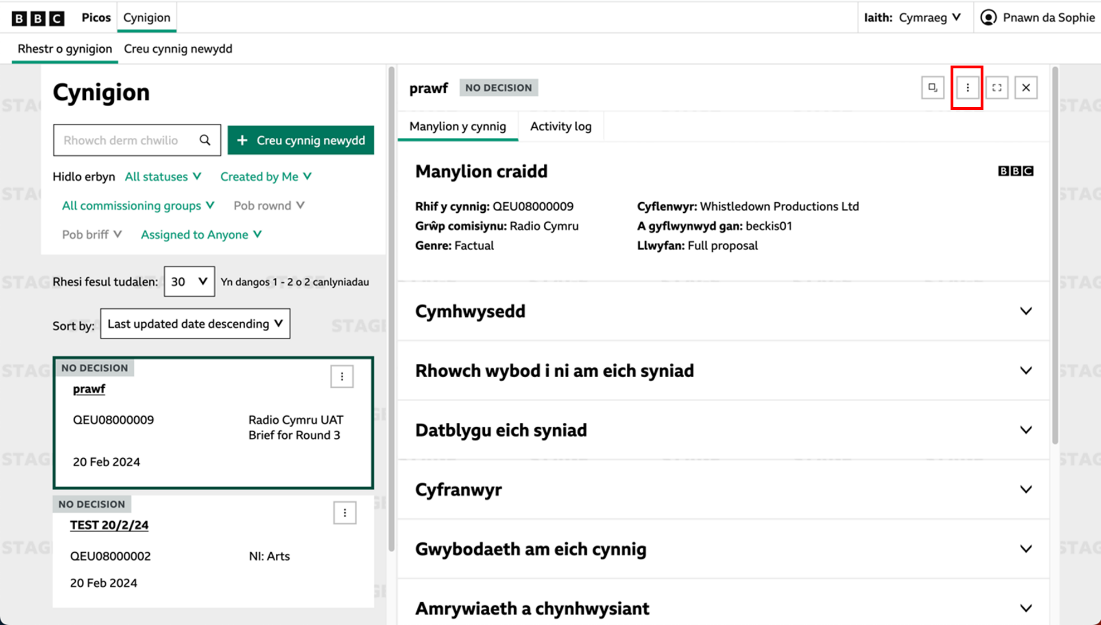 BBC Picos Cynigion Iaith: Cymraeg Pnawn da Sophie
Rhestr o gynigion Creu cynnig newydd
Cynigion
Rhowch derm chwilio
+ Creu cynnig newydd
Hidlo erbyn All statuses Created by Me
All commissioning groups Pob rownd
Pob briff Assigned to Anyone
Rhesi fesul tudalen: 30 Yn dangos 1 - 2 o 2 canlyniadau
Sort by: Last updated date descending
STAGE
NO DECISION
prawf
QEU08000009 Radio Cymru UAT
Brief for Round 3
20 Feb 2024
NO DECISION
TEST 20/2/24
QEU08000002 NI: Arts
20 Feb 2024
prawf NO DECISION
Manylion y cynnig Activity log
Manylion craidd BBC
Rhif y cynnig: QEU08000009 Cyflenwyr: Whistledown Productions Ltd
Grŵp comisiynu: Radio Cymru A gyflwynwyd gan: beckis01
Genre: Factual Llwyfan: Full proposal
Cymhwysedd
Rhowch wybod i ni am eich syniad
Datblygu eich syniad
Cyfranwyr
Gwybodaeth am eich cynnig
Amrywiaeth a chynhwysiant